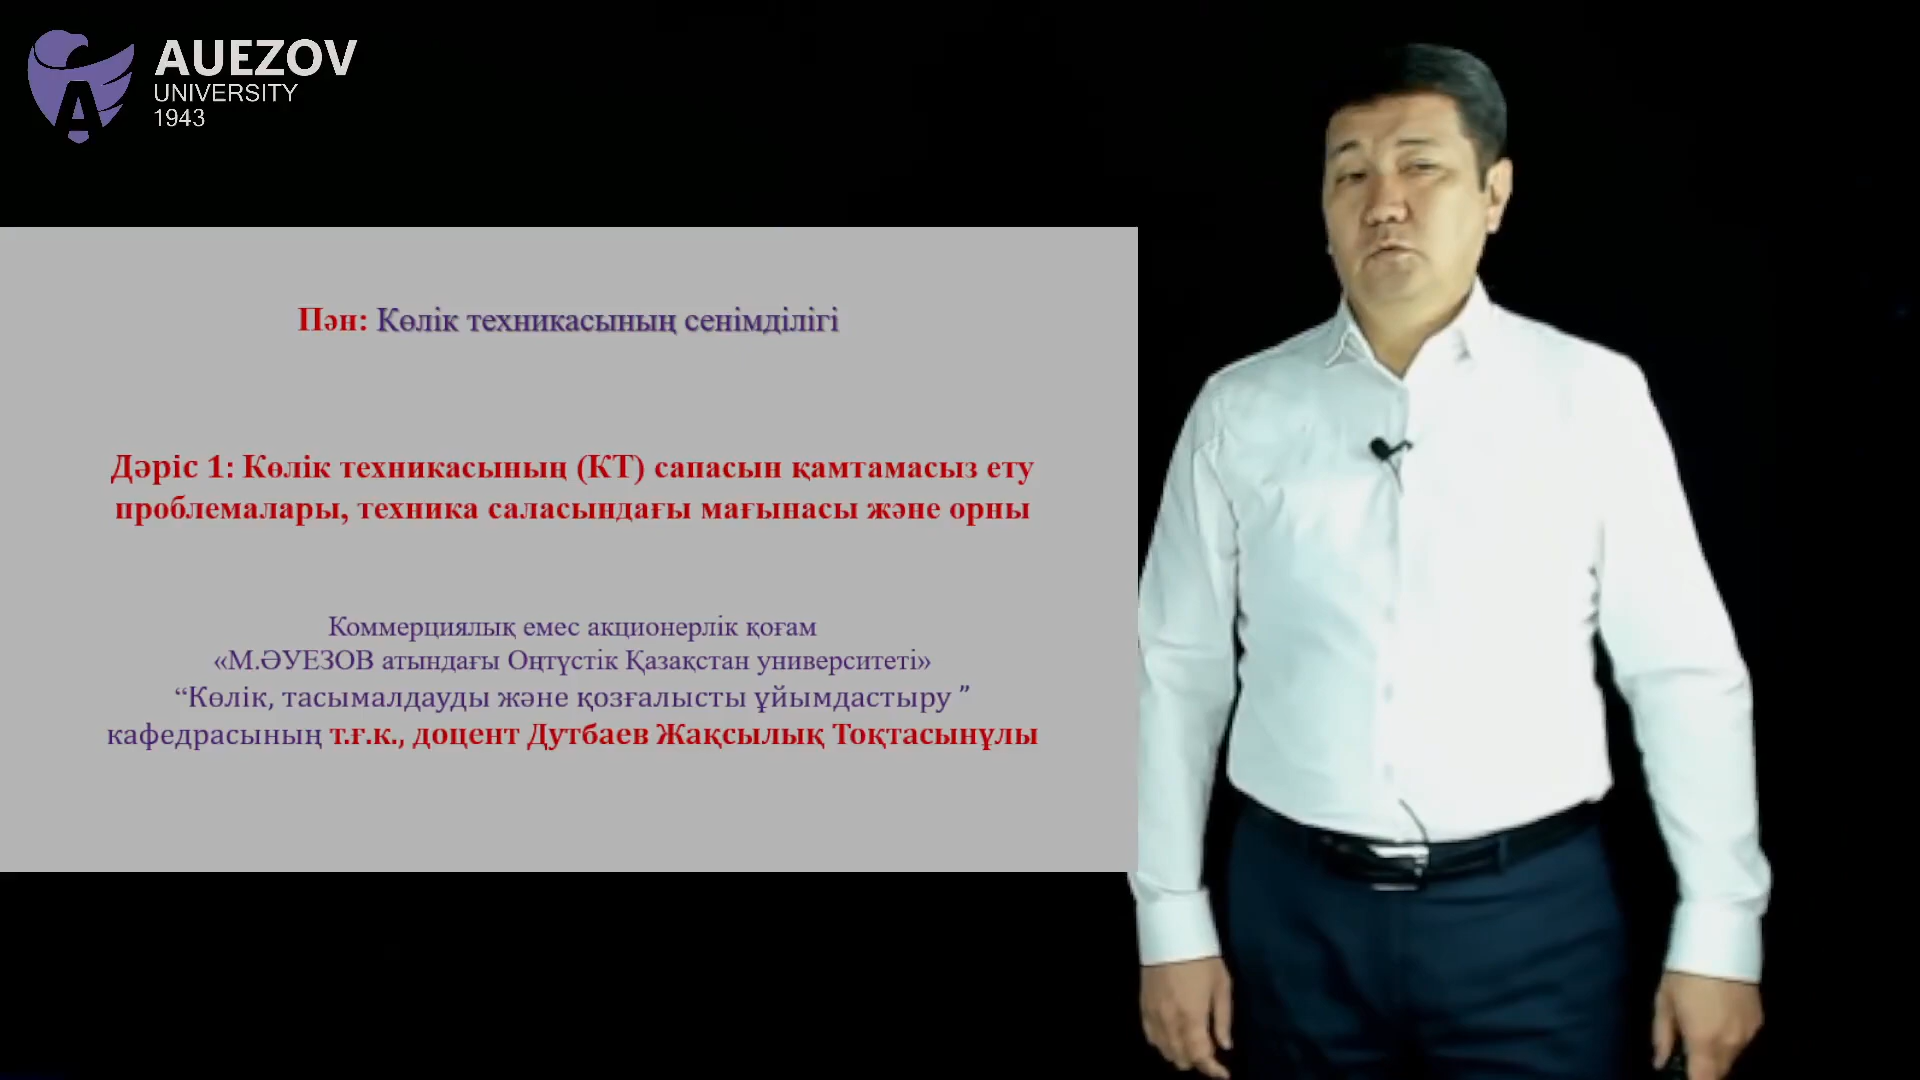 AUEZOV
UNIVERSITY
1943
Пән: Көлік техникасының сенімділігі
Дәріс 1: Көлік техникасының (КТ) сапасын қамтамасыз ету
проблемалары, техника саласындағы мағынасы және орны
Коммерциялық емес акционерлік қоғам
«М.ӘУЕЗОВ атындағы Оңтүстік Қазақстан университеті»
“Көлік, тасымалдауды және қозғалысты ұйымдастыру ”
кафедрасының т.ғ.к., доцент Дутбаев Жақсылық Тоқтасынұлы